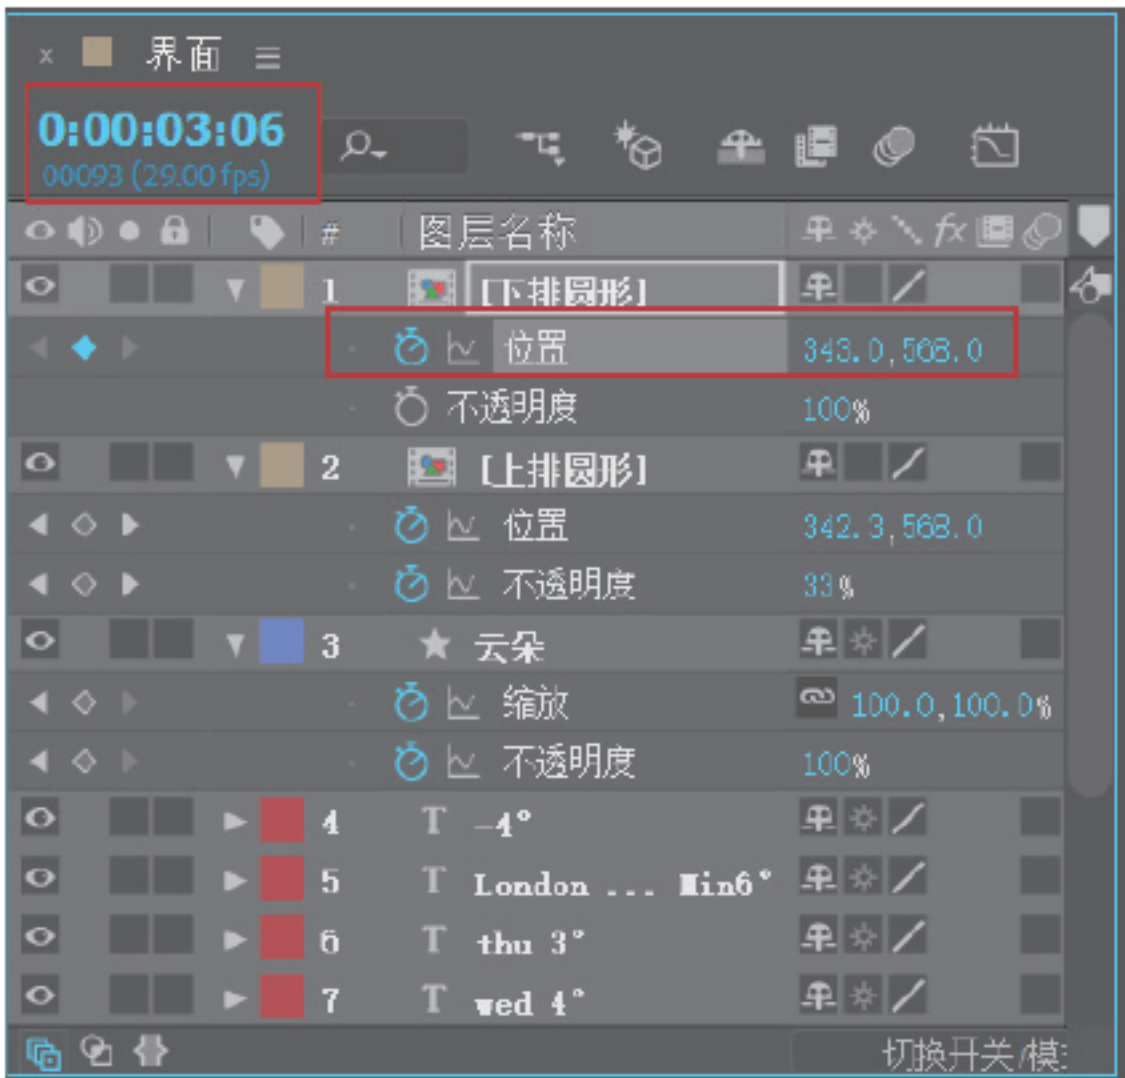 x 界面
0:00:03:06
00093 (29.00 fps)
# 图层名称 fx
1 [下排圆形]
位置 343.0,568.0
不透明度 100%
2 [上排圆形]
位置 342.3,568.0
不透明度 33%
3 云朵
缩放 100.0,100.0%
不透明度 100%
4 T -4°
5 T London ... Min6°
6 T thu 3°
7 T wed 4°
切换开关/模